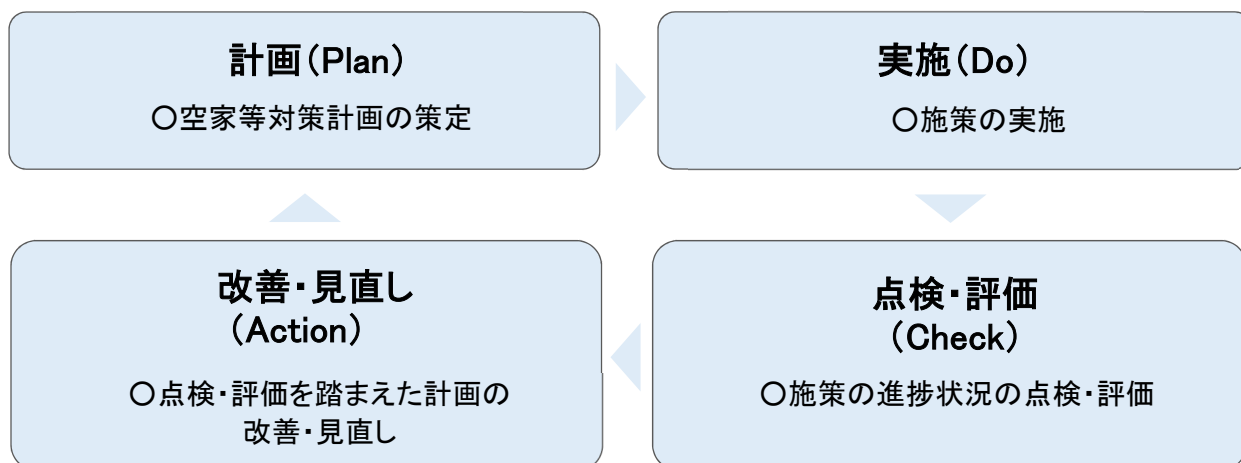 計画（Plan）
○空家等対策計画の策定
実施（Do）
○施策の実施
改善・見直し
（Action）
○点検・評価を踏まえた計画の
改善・見直し
点検・評価
（Check）
○施策の進捗状況の点検・評価